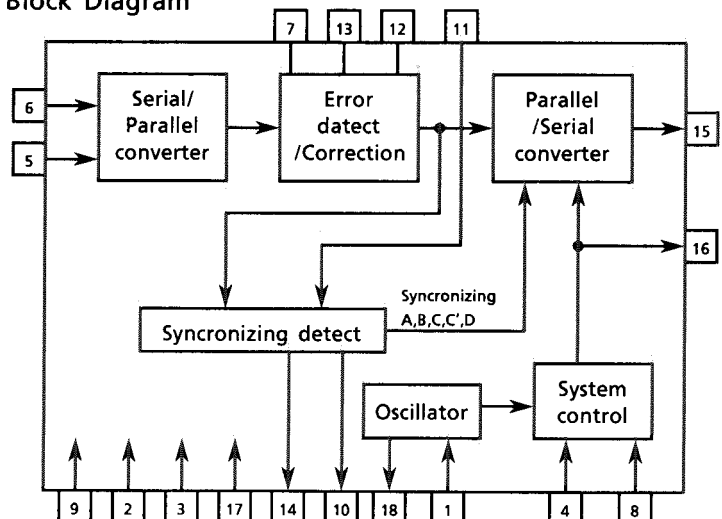 Block Diagram
7 13 12 11
6
5
Serial/
Parallel
converter
Error
datect
/Correction
Parallel
/Serial
converter
15
16
Syncronizing
A,B,C,C',D
Syncronizing detect
Oscillator
System
control
9 2 3 17 14 10 18 1 4 8